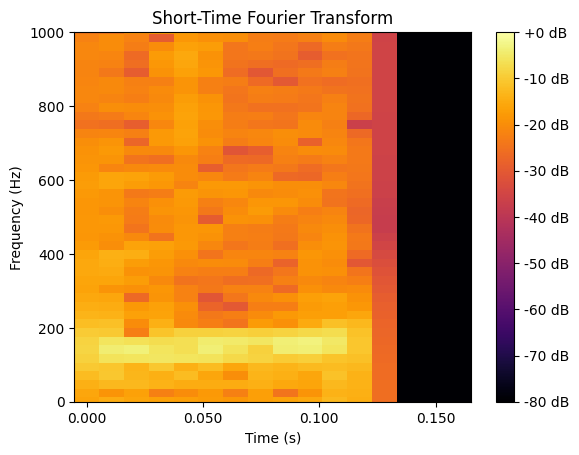 Short-Time Fourier Transform
Frequency (Hz)
1000
800
600
400
200
0
0.000 0.050 0.100 0.150
Time (s)
+0 dB
-10 dB
-20 dB
-30 dB
-40 dB
-50 dB
-60 dB
-70 dB
-80 dB